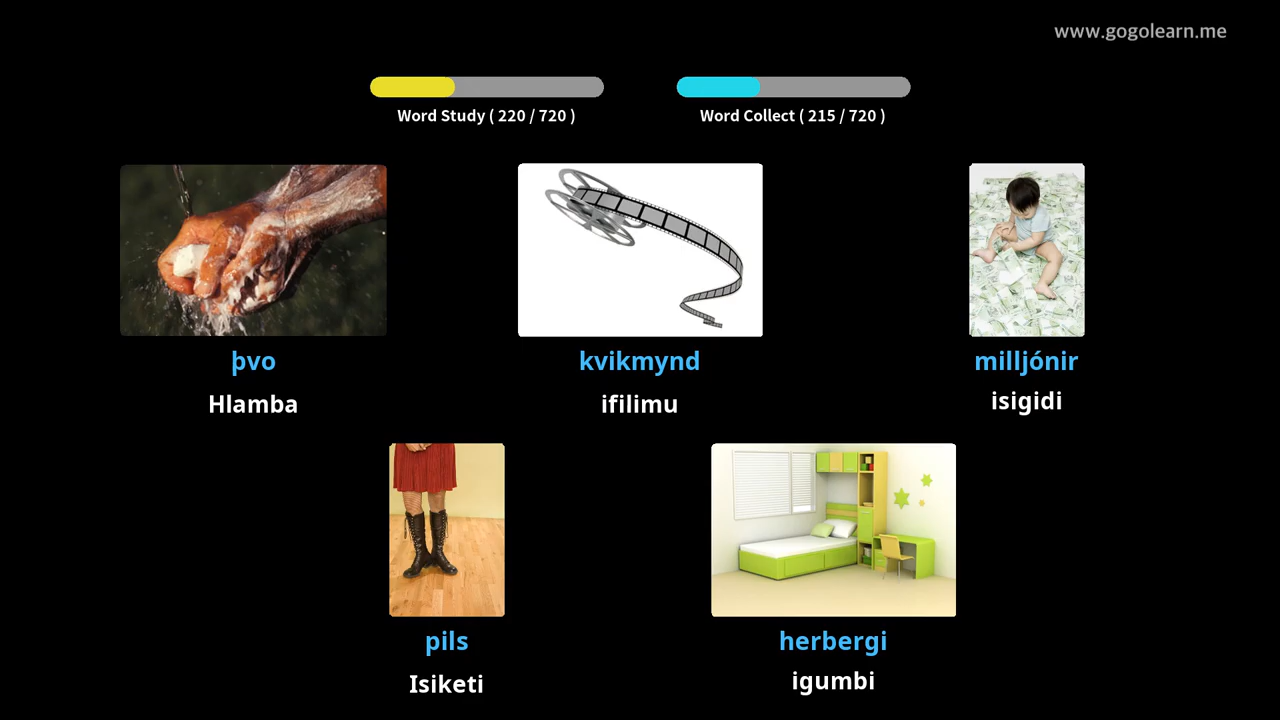 www.gogolearn.me
Word Study ( 220 / 720 )
Word Collect ( 215 / 720 )
þvo
kvikmynd
milljónir
Hlamba
ifilimu
isigidi
pils
herbergi
Isiketi
igumbi